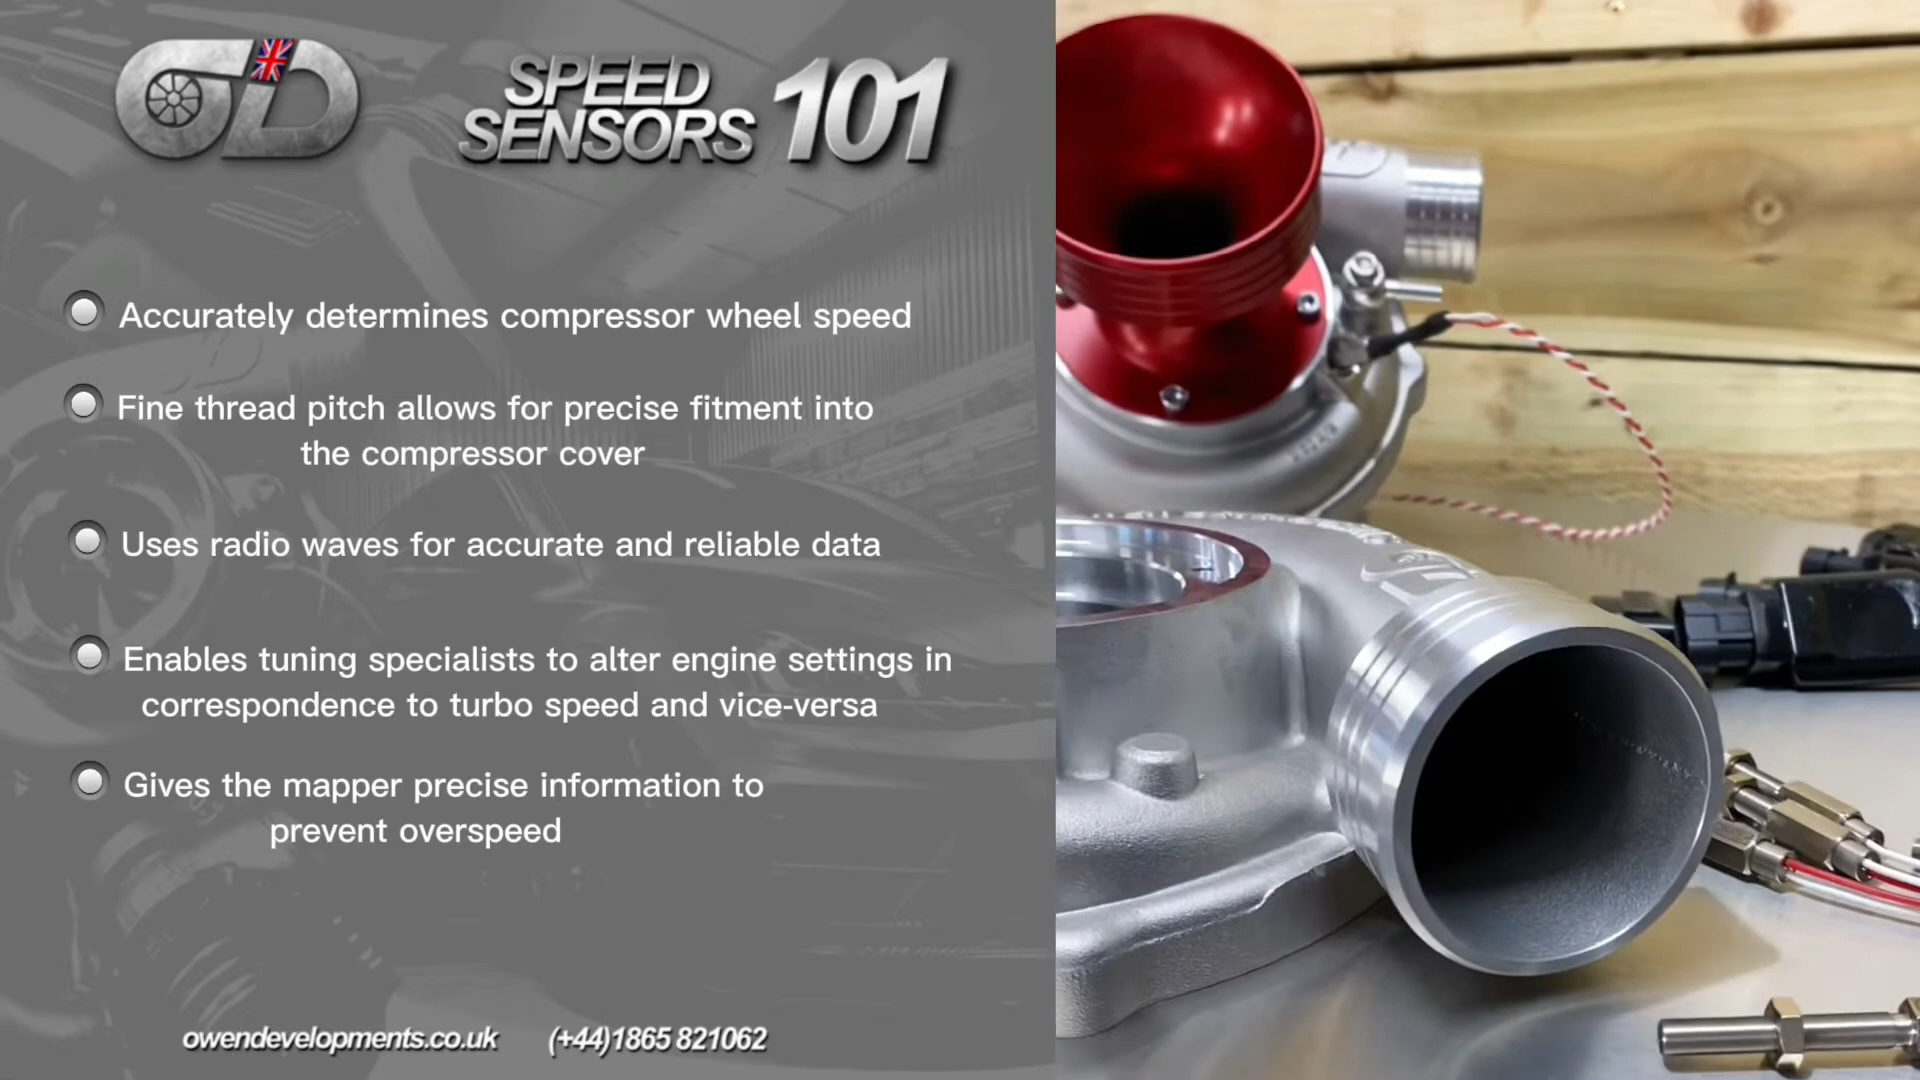 SPEED
SENSORS 101
Accurately determines compressor wheel speed
Fine thread pitch allows for precise fitment into
the compressor cover
Uses radio waves for accurate and reliable data
Enables tuning specialists to alter engine settings in
correspondence to turbo speed and vice-versa
Gives the mapper precise information to
prevent overspeed
owendevelopments.co.uk (+44)1865 821062